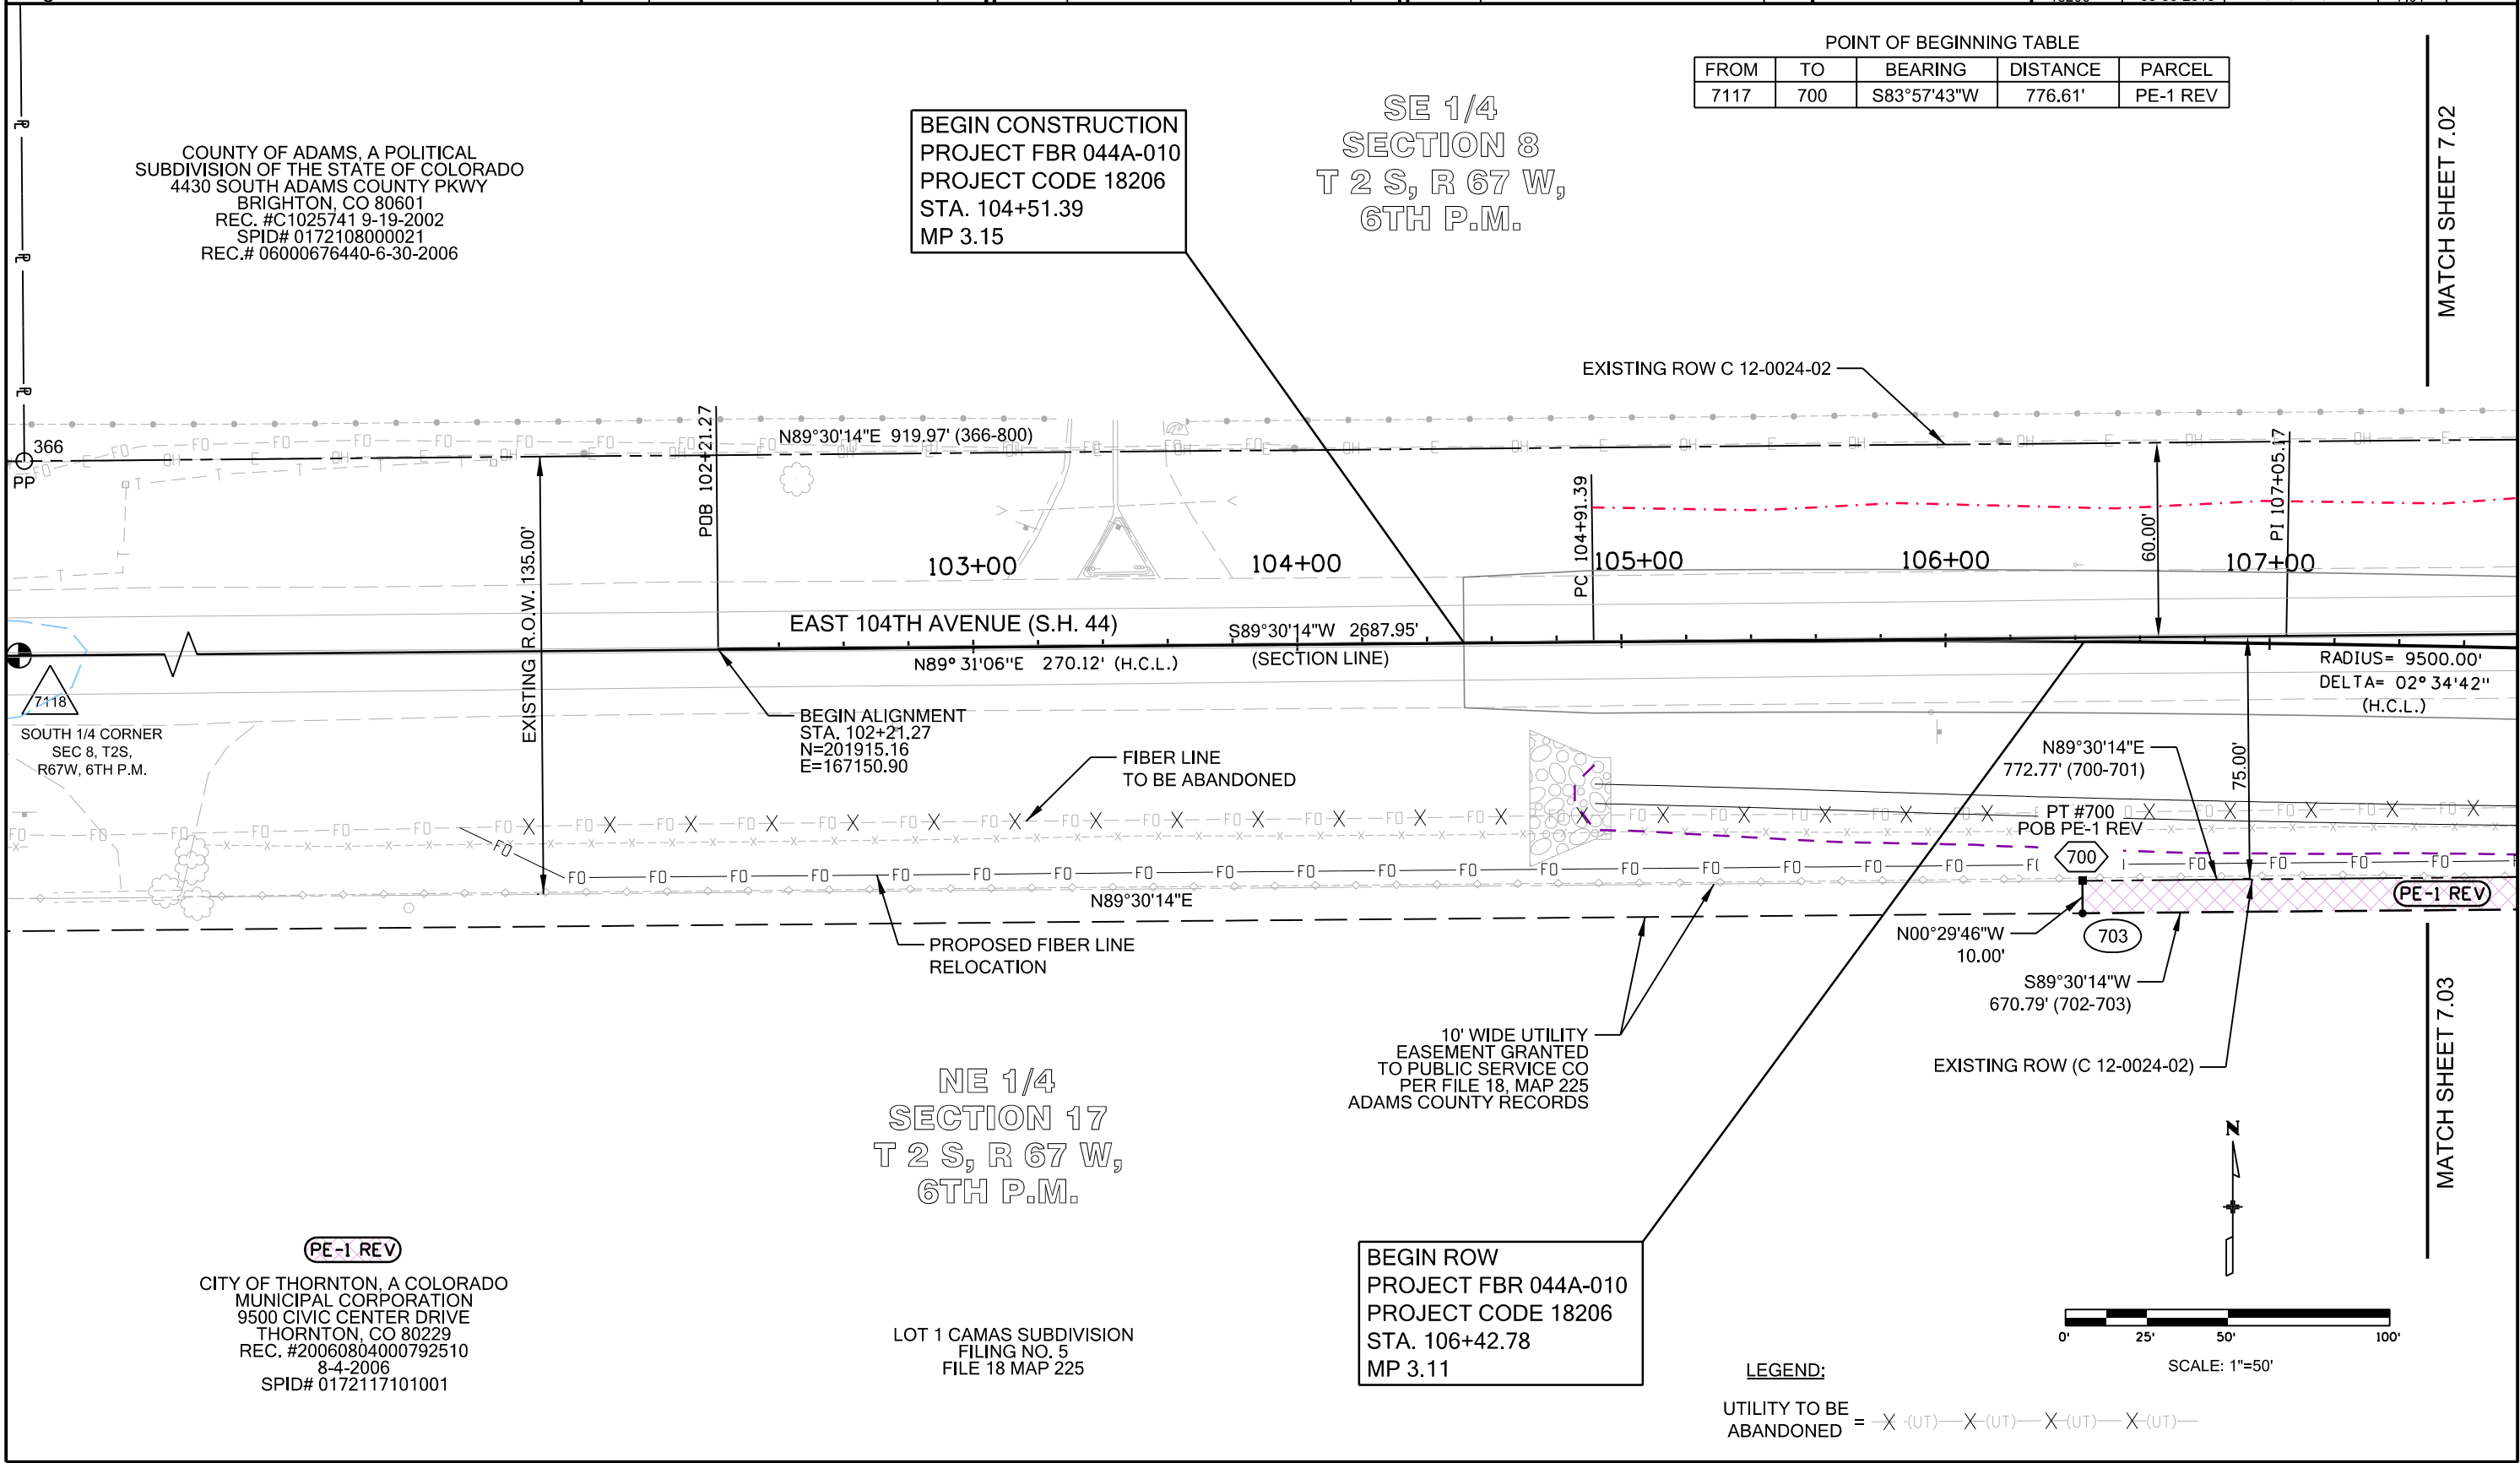 POINT OF BEGINNING TABLE
FROM TO BEARING DISTANCE PARCEL
7117 700 S83°57'43"W 776.61' PE-1 REV
MATCH SHEET 7.02
COUNTY OF ADAMS, A POLITICAL
SUBDIVISION OF THE STATE OF COLORADO
4430 SOUTH ADAMS COUNTY PKWY
BRIGHTON, CO 80601
REC. #C1025741 9-19-2002
SPID# 0172108000021
REC.# 06000676440-6-30-2006
BEGIN CONSTRUCTION
PROJECT FBR 044A-010
PROJECT CODE 18206
STA. 104+51.39
MP 3.15
SE 1/4
SECTION 8
T 2 S, R 67 W,
6TH P.M.
EXISTING ROW C 12-0024-02
366
PP
N89°30'14"E 919.97' (366-800)
POB 102+21.27
EXISTING R.O.W. 135.00'
PC 104+91.39
60.00'
PI 107+05.17
103+00
104+00
105+00
106+00
107+00
EAST 104TH AVENUE (S.H. 44)
S89°30'14"W 2687.95'
(SECTION LINE)
N89°31'06"E 270.12' (H.C.L.)
RADIUS= 9500.00'
DELTA= 02°34'42"
(H.C.L.)
7118
SOUTH 1/4 CORNER
SEC 8, T2S,
R67W, 6TH P.M.
BEGIN ALIGNMENT
STA. 102+21.27
N=201915.16
E=167150.90
FIBER LINE
TO BE ABANDONED
N89°30'14"E
772.77' (700-701)
75.00'
PT #700
POB PE-1 REV
700
PE-1 REV
N89°30'14"E
PROPOSED FIBER LINE
RELOCATION
N00°29'46"W
10.00'
703
S89°30'14"W
670.79' (702-703)
10' WIDE UTILITY
EASEMENT GRANTED
TO PUBLIC SERVICE CO
PER FILE 18, MAP 225
ADAMS COUNTY RECORDS
EXISTING ROW (C 12-0024-02)
MATCH SHEET 7.03
NE 1/4
SECTION 17
T 2 S, R 67 W,
6TH P.M.
N
PE-1 REV
CITY OF THORNTON, A COLORADO
MUNICIPAL CORPORATION
9500 CIVIC CENTER DRIVE
THORNTON, CO 80229
REC. #20060804000792510
8-4-2006
SPID# 0172117101001
LOT 1 CAMAS SUBDIVISION
FILING NO. 5
FILE 18 MAP 225
BEGIN ROW
PROJECT FBR 044A-010
PROJECT CODE 18206
STA. 106+42.78
MP 3.11
0' 25' 50' 100'
SCALE: 1"=50'
LEGEND:
UTILITY TO BE
ABANDONED = X (UT) X (UT) X (UT) X (UT)